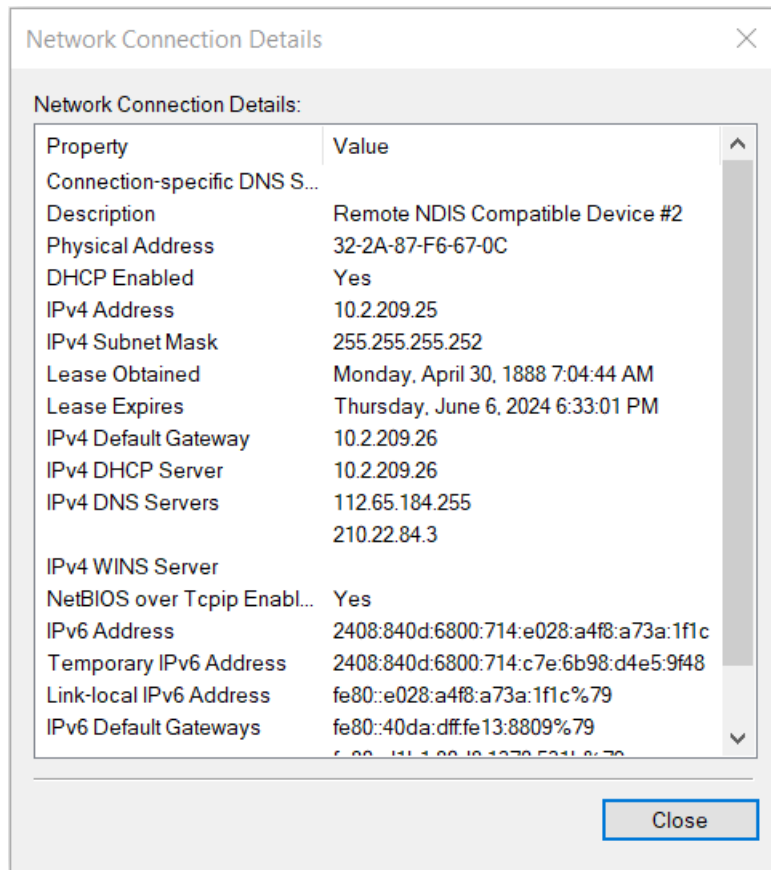 Network Connection Details
Network Connection Details:
Property Value
Connection-specific DNS S...
Description Remote NDIS Compatible Device #2
Physical Address 32-2A-87-F6-67-0C
DHCP Enabled Yes
IPv4 Address 10.2.209.25
IPv4 Subnet Mask 255.255.255.252
Lease Obtained Monday, April 30, 1888 7:04:44 AM
Lease Expires Thursday, June 6, 2024 6:33:01 PM
IPv4 Default Gateway 10.2.209.26
IPv4 DHCP Server 10.2.209.26
IPv4 DNS Servers 112.65.184.255
210.22.84.3
IPv4 WINS Server
NetBIOS over Tcpip Enabl... Yes
IPv6 Address 2408:840d:6800:714:e028:a4f8:a73a:1f1c
Temporary IPv6 Address 2408:840d:6800:714:c7e:6b98:d4e5:9f48
Link-local IPv6 Address fe80::e028:a4f8:a73a:1f1c%79
IPv6 Default Gateways fe80::40da:dff:fe13:8809%79
Close